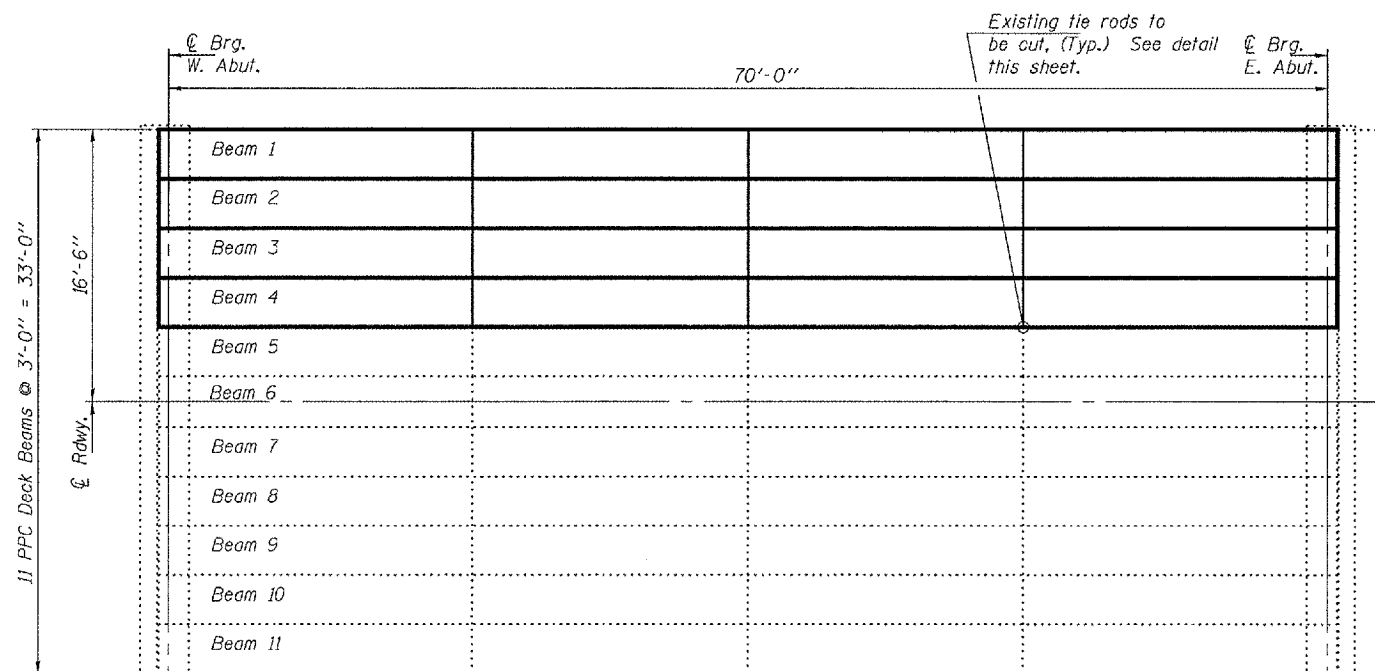 ℄ Brg.
W. Abut.
70'-0"
Existing tie rods to
be cut, (Typ.) See detail
this sheet.
℄ Brg.
E. Abut.
11 PPC Deck Beams @ 3'-0" = 33'-0"
16'-6"
℄ Rdwy.
Beam 1
Beam 2
Beam 3
Beam 4
Beam 5
Beam 6
Beam 7
Beam 8
Beam 9
Beam 10
Beam 11